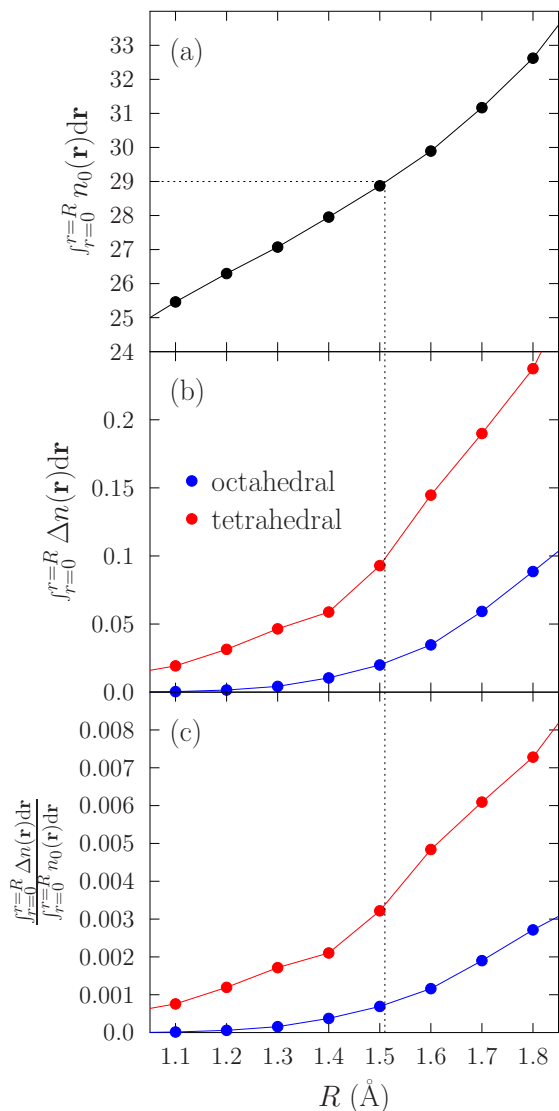 (a)
33
32
31
30
29
28
27
26
25
24
∫_{r=0}^{r=R} n₀(𝐫)d𝐫
(b)
24
0.2
0.15
0.1
0.05
0.0
∫_{r=0}^{r=R} Δn(𝐫)d𝐫
octahedral
tetrahedral
(c)
0.008
0.007
0.006
0.005
0.004
0.003
0.002
0.001
0.0
∫_{r=0}^{r=R} Δn(𝐫)d𝐫
∫_{r=0}^{r=R} n₀(𝐫)d𝐫
1.1 1.2 1.3 1.4 1.5 1.6 1.7 1.8
R (Å)